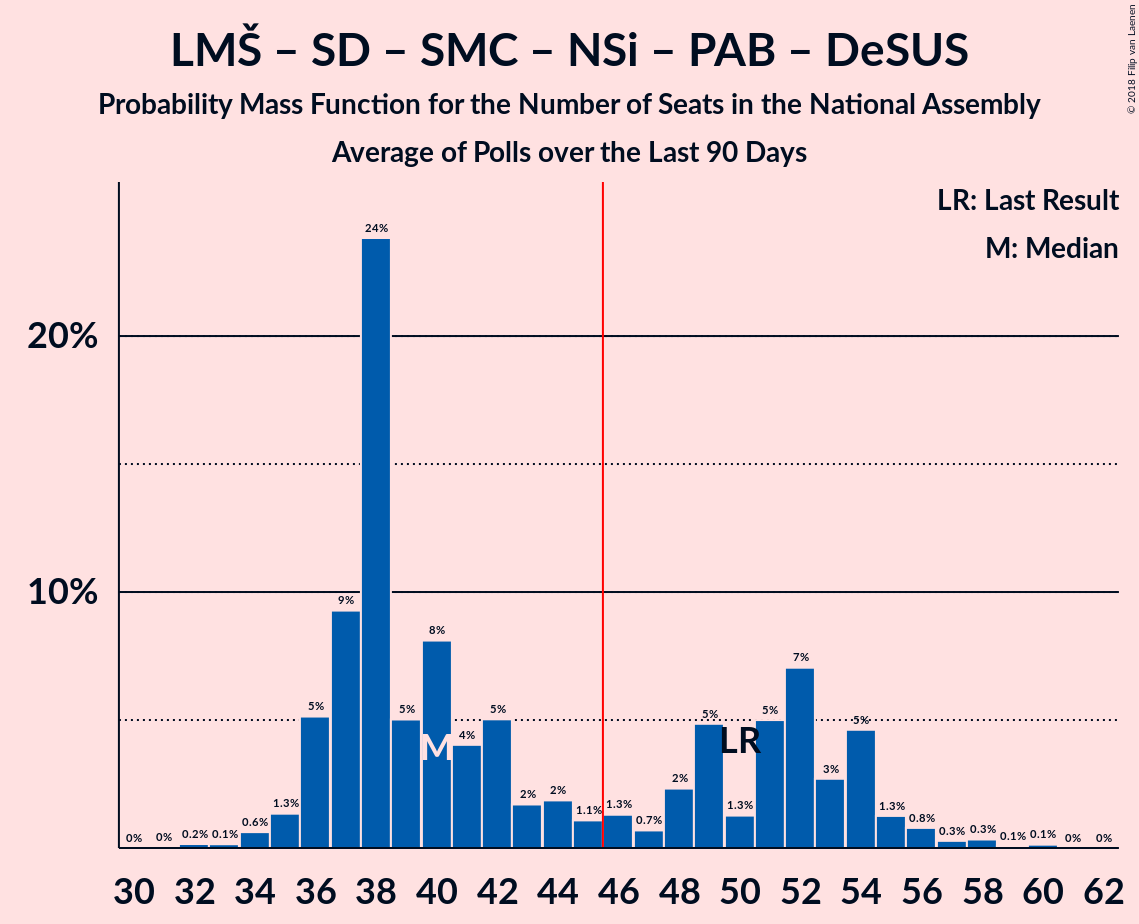 LMŠ – SD – SMC – NSi – PAB – DeSUS
Probability Mass Function for the Number of Seats in the National Assembly
Average of Polls over the Last 90 Days
© 2018 Filip van Laenen
LR: Last Result
M: Median
20%
10%
0% 0% 0.2% 0.1% 0.6% 1.3% 5% 9% 24% 5% 8% 4% 5% 2% 2% 1.1% 1.3% 0.7% 2% 5% 1.3% 5% 7% 3% 5% 1.3% 0.8% 0.3% 0.3% 0.1% 0.1% 0% 0%
M
LR
30 32 34 36 38 40 42 44 46 48 50 52 54 56 58 60 62